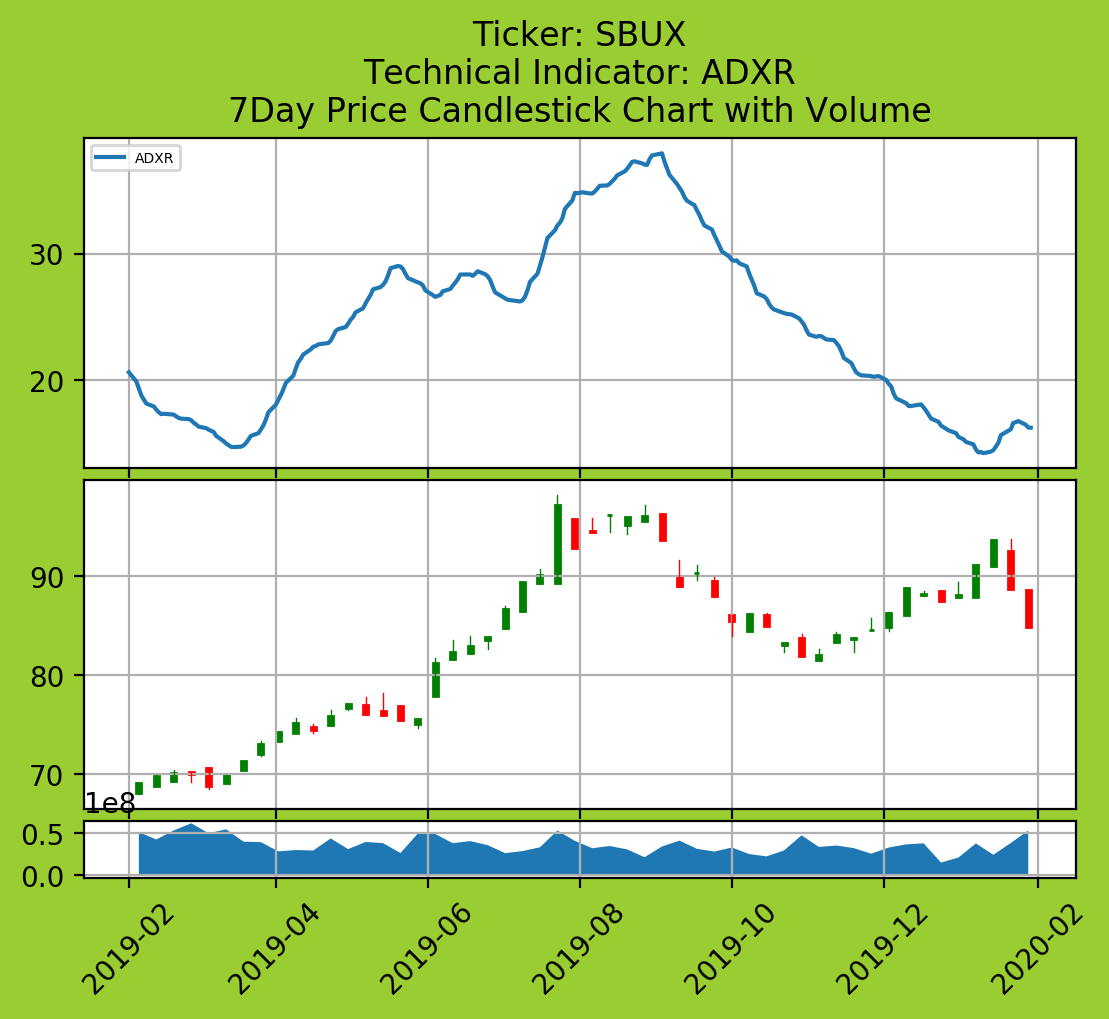 Ticker: SBUX
Technical Indicator: ADXR
7Day Price Candlestick Chart with Volume
ADXR
30
20
90
80
70
1e8
0.5
0.0
2019-02
2019-04
2019-06
2019-08
2019-10
2019-12
2020-02